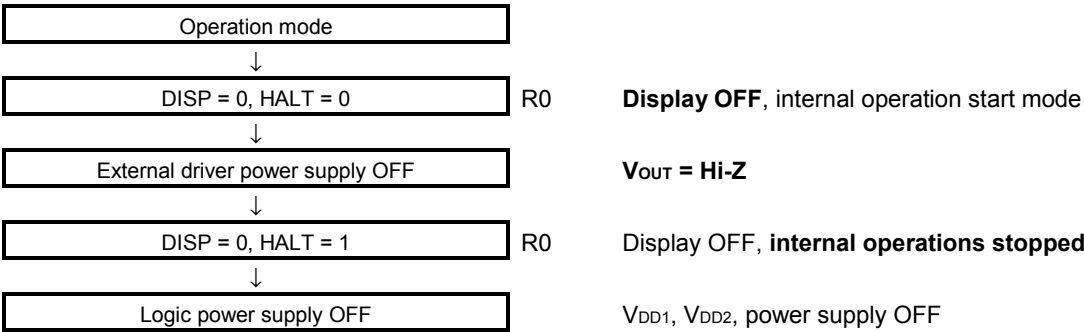 Operation mode
↓
DISP = 0, HALT = 0 R0 Display OFF, internal operation start mode
↓
External driver power supply OFF VOUT = Hi-Z
↓
DISP = 0, HALT = 1 R0 Display OFF, internal operations stopped
↓
Logic power supply OFF VDD1, VDD2, power supply OFF